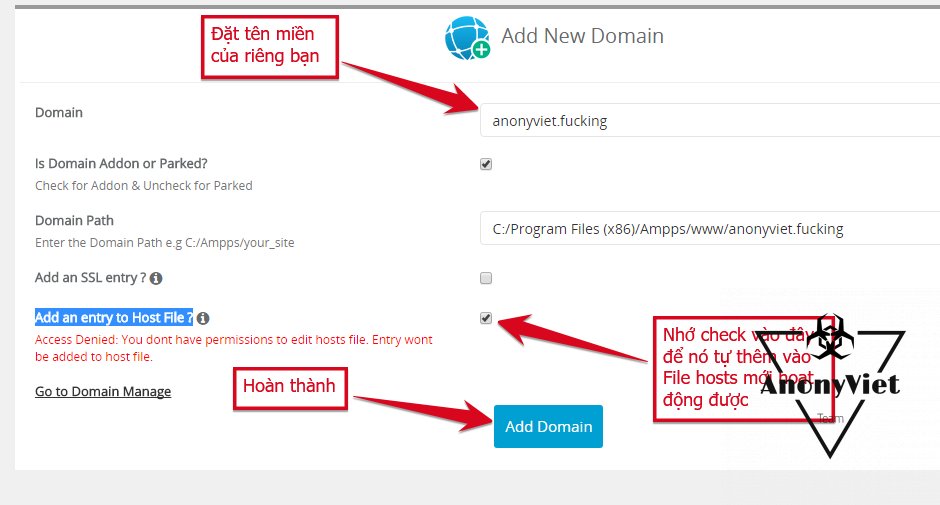 Đặt tên miền
của riêng bạn
Add New Domain
Domain
anonyviet.fucking
Is Domain Addon or Parked?
Check for Addon & Uncheck for Parked
Domain Path
Enter the Domain Path e.g C:/Ampps/your_site
C:/Program Files (x86)/Ampps/www/anonyviet.fucking
Add an SSL entry ?
Add an entry to Host File ?
Access Denied: You dont have permissions to edit hosts file. Entry wont
be added to host file.
Nhớ check vào đây
để nó tự thêm vào
File hosts mới hoạt
động được
Go to Domain Manage
Hoàn thành
Add Domain
AnonyViet
Team